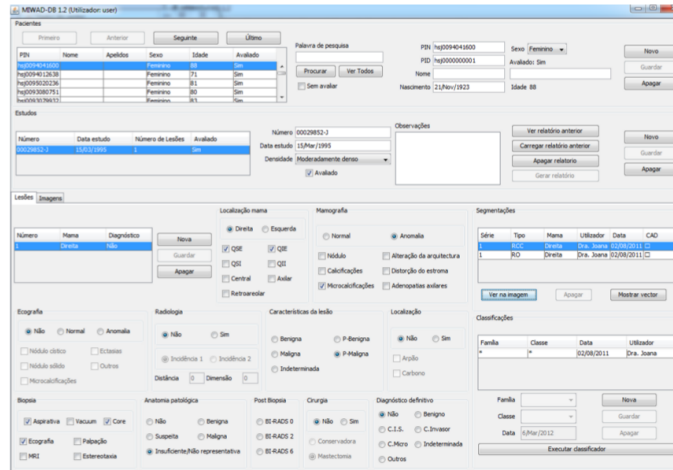 MIWAD-DB 1.2 (Utilizador: user)
Pacientes
Primeiro Anterior Seguinte Último
PIN Nome Apelidos Sexo Idade Avaliado
hsj0094041600 Feminino 88 Sim
hsj0094012638 Feminino 71 Sim
hsj0095020236 Feminino 81 Sim
hsj0093080751 Feminino 80 Sim
hsj0093079932 Feminino 83 Sim
Palavra de pesquisa
Procurar Ver Todos
Sem avaliar
PIN hsj0094041600
PID hsj0000000001
Nome
Nascimento 21/Nov/1923
Sexo Feminino
Avaliado: Sim
Idade 88
Novo
Guardar
Apagar
Estudos
Número Data estudo Número de Lesões Avaliado
00029852-J 15/03/1995 1 Sim
Número 00029852-J
Data estudo 15/Mar/1995
Densidade Moderadamente denso
Avaliado
Observações
Ver relatório anterior
Carregar relatório anterior
Apagar relatorio
Gerar relatório
Novo
Guardar
Apagar
Lesões Imagens
Número Mama Diagnóstico
1 Direita Não
Nova
Guardar
Apagar
Localização mama
Direita Esquerda
QSE QIE
QSI QII
Central Axilar
Retroareolar
Mamografia
Normal Anomalia
Nódulo Alteração da arquitectura
Calcificações Distorção do estroma
Microcalcificações Adenopatias axilares
Segmentações
Série Tipo Mama Utilizador Data CAD
1 RCC Direita Dra. Joana 02/08/2011
1 RO Direita Dra. Joana 02/08/2011
Ver na imagem Apagar Mostrar vector
Ecografia
Não Normal Anomalia
Nódulo cístico Ectasias
Nódulo sólido Outros
Microcalcificações
Radiologia
Não Sim
Incidência 1 Incidência 2
Distância 0 Dimensão 0
Características da lesão
Benigna P-Benigna
Maligna P-Maligna
Indeterminada
Localização
Não Sim
Arpão
Carbono
Classificações
Família Classe Data Utilizador
* * 02/08/2011 Dra. Joana
Família
Classe
Data 6/Mar/2012
Nova
Guardar
Apagar
Executar classificador
Biopsia
Aspirativa Vacuum Core
Ecografia Palpação
MRI Estereotaxia
Anatomia patológica
Não Benigna
Suspeita Maligna
Insuficiente/Não representativa
Post Biopsia
BI-RADS 0
BI-RADS 2
BI-RADS 6
Cirurgia
Não Sim
Conservadora
Mastectomia
Diagnóstico definitivo
Não Benigno
C.I.S. C.Invasor
C.Micro Indeterminada
Outros